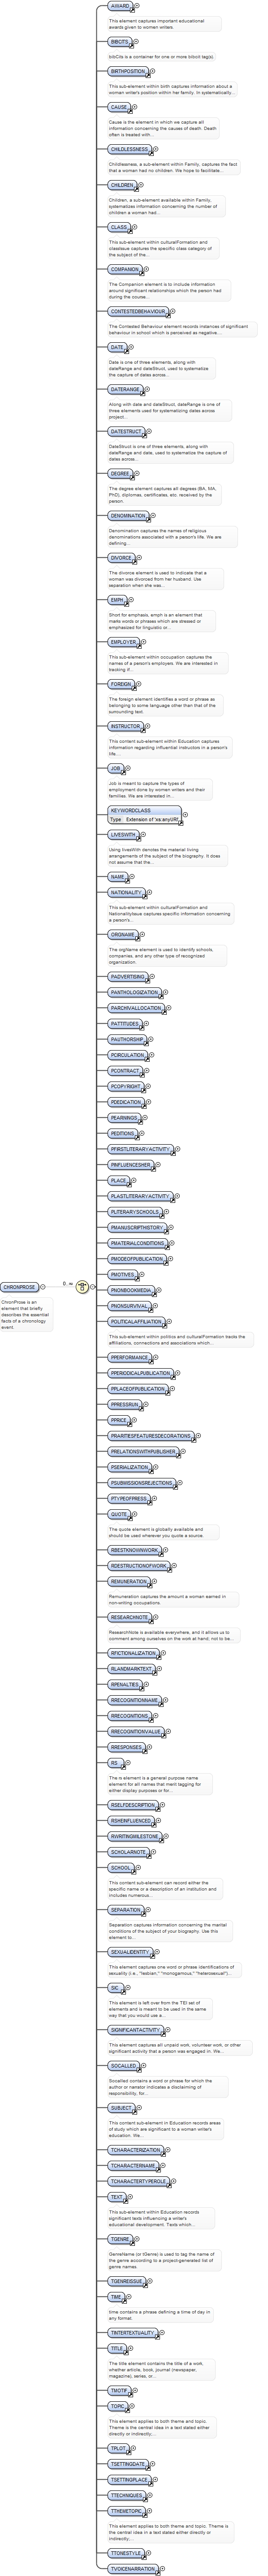 AWARD
This element captures important educational
awards given to women writers.
BIBCITS
bibCits is a container for one or more bibcit tag(s).
BIRTHPOSITION
This sub-element within birth captures information about a
woman writer's position within her family. In systematically...
CAUSE
Cause is the element in which we capture all
information concerning the causes of death. Death
often is treated with...
CHILDLESSNESS
Childlessness, a sub-element within Family, captures the fact
that a woman had no children. We hope to facilitate...
CHILDREN
Children, a sub-element available within Family,
systematizes information concerning the number of
children a woman had...
CLASS
This sub-element within culturalFormation and
classIssue captures the specific class category of
the subject of the...
COMPANION
The Companion element is to include information
around significant relationships which the person had
during the course...
CONTESTEDBEHAVIOUR
The Contested Behaviour element records instances of significant
behaviour in school which is perceived as negative....
DATE
Date is one of three elements, along with
dateRange and dateStruct, used to systematize
the capture of dates across...
DATERANGE
Along with date and dateStruct, dateRange is one of
three elements used for systematizing dates across
project...
DATESTRUCT
DateStruct is one of three elements, along with
dateRange and date, used to systematize the capture of
dates across...
DEGREE
This degree element captures all degrees (BA, MA,
PhD), diplomas, certificates, etc. received by the
person.
DENOMINATION
Denomination captures the names of religious
denominations associated with a person's life. We are
defining...
DIVORCE
The divorce element is used to indicate that a
woman was divorced from her husband. Use
separation when she was...
EMPH
Short for emphasis, emph is an element that
marks words or phrases which are stressed or
emphasized for linguistic or...
EMPLOYER
This sub-element within occupation captures the
names of a person's employers. We are interested in
tracking if...
FOREIGN
The foreign element identifies a word or phrase as
belonging to some language other than that of the
surrounding text.
INSTRUCTOR
This content sub-element within Education captures
information regarding influential instructors in a person's
life....
JOB
Job is meant to capture the types of
employment done by women writers and their
families. We are interested in...
KEYWORDCLASS
Type Extension of 'xs:anyURI'
LIVESWITH
Using livesWith denotes the material living
arrangements of the subject of the biography. It does
not assume that the...
NAME
NATIONALITY
This sub-element within culturalFormation and
NationalityIssue captures specific information concerning
a person's...
ORGNAME
The orgName element is used to identify schools,
companies, and any other type of recognized
organization.
PADVERTISING
PANTHOLOGIZATION
PARCHIVALLOCATION
PATTITUDES
PAUTHORSHIP
PCIRCULATION
PCONTRACT
PCOPYRIGHT
PDEDICATION
PEARNINGS
PEDITIONS
PFIRSTLITERARYACTIVITY
PINFLUENCESHER
PLACE
PLASTLITERARYACTIVITY
PLITERARYSCHOOLS
PMANUSCRIPTHISTORY
PMATERIALCONDITIONS
PMODEOFPUBLICATION
PMOTIVES
CHRONPROSE
0..∞
PNONBOOKMEDIA
ChronProse is an
element that briefly
describes the essential
facts of a chronology
event.
PNONSURVIVAL
POLITICALAFFILIATION
This sub-element within politics and culturalFormation tracks the
affiliations, connections and associations which...
PPERFORMANCE
PPERIODICALPUBLICATION
PPLACEOFPUBLICATION
PPRESSRUN
PPRICE
PRARITIESFEATURESDECORATIONS
PRELATIONSWITHPUBLISHER
PSERIALIZATION
PSUBMISSIONSREJECTIONS
PTYPEOFPRESS
QUOTE
The quote element is globally available and
should be used wherever you quote a source.
RBESTKNOWNWORK
RDESTRUCTIONOFWORK
REMUNERATION
Remuneration captures the amount a woman earned in
non-writing occupations.
RESEARCHNOTE
ResearchNote is available everywhere, and it allows us to
comment among ourselves on the work at hand, not to be...
RFICTIONALIZATION
RLANDMARKTEXT
RPENALTIES
RRECOGNITIONNAME
RRECOGNITIONS
RRECOGNITIONVALUE
RRESPONSES
RS
The rs element is a general purpose name
element for all names that merit tagging for
either display purposes or for...
RSELFDESCRIPTION
RSHEINFLUENCED
RWRITINGMILESTONE
SCHOLARNOTE
SCHOOL
This content sub-element can record either the
specific name or a description of an institution and
includes numerous...
SEPARATION
Separation captures information concerning the marital
conditions of the subject of your biography. Use this
element to...
SEXUALIDENTITY
This element captures one word or phrase identifications of
sexuality (i.e., "lesbian," "monogamous," "heterosexual")...
SIC
This element is left over from the TEI set of
elements and is meant to be used in the same
way that you would use a...
SIGNIFICANTACTIVITY
This element captures all unpaid work, volunteer work, or other
significant activity that a person was engaged in. We...
SOCALLED
Socalled contains a word or phrase for which the
author or narrator indicates a disclaiming of
responsibility, for...
SUBJECT
This content sub-element in Education records areas
of study which are significant to a woman writer's
education. We...
TCHARACTERIZATION
TCHARACTERNAME
TCHARACTERTYPEROLE
TEXT
This sub-element within Education records
significant texts influencing a writer's
educational development. Texts which...
TGENRE
GenreName (or tGenre) is used to tag the name of
the genre according to a project-generated list of
genre names.
TGENREISSUE
TIME
time contains a phrase defining a time of day in
any format.
TINTERTEXTUALITY
TITLE
The title element contains the title of a work,
whether article, book, journal (newspaper,
magazine), series, or...
TMOTIF
TOPIC
This element applies to both theme and topic.
Theme is the central idea in a text stated either
directly or indirectly,...
TPLOT
TSETTINGDATE
TSETTINGPLACE
TTECHNIQUES
TTHEMETOPIC
This element applies to both theme and topic. Theme is
the central idea in a text stated either directly or
indirectly,...
TTONESTYLE
TVOICENARRATION